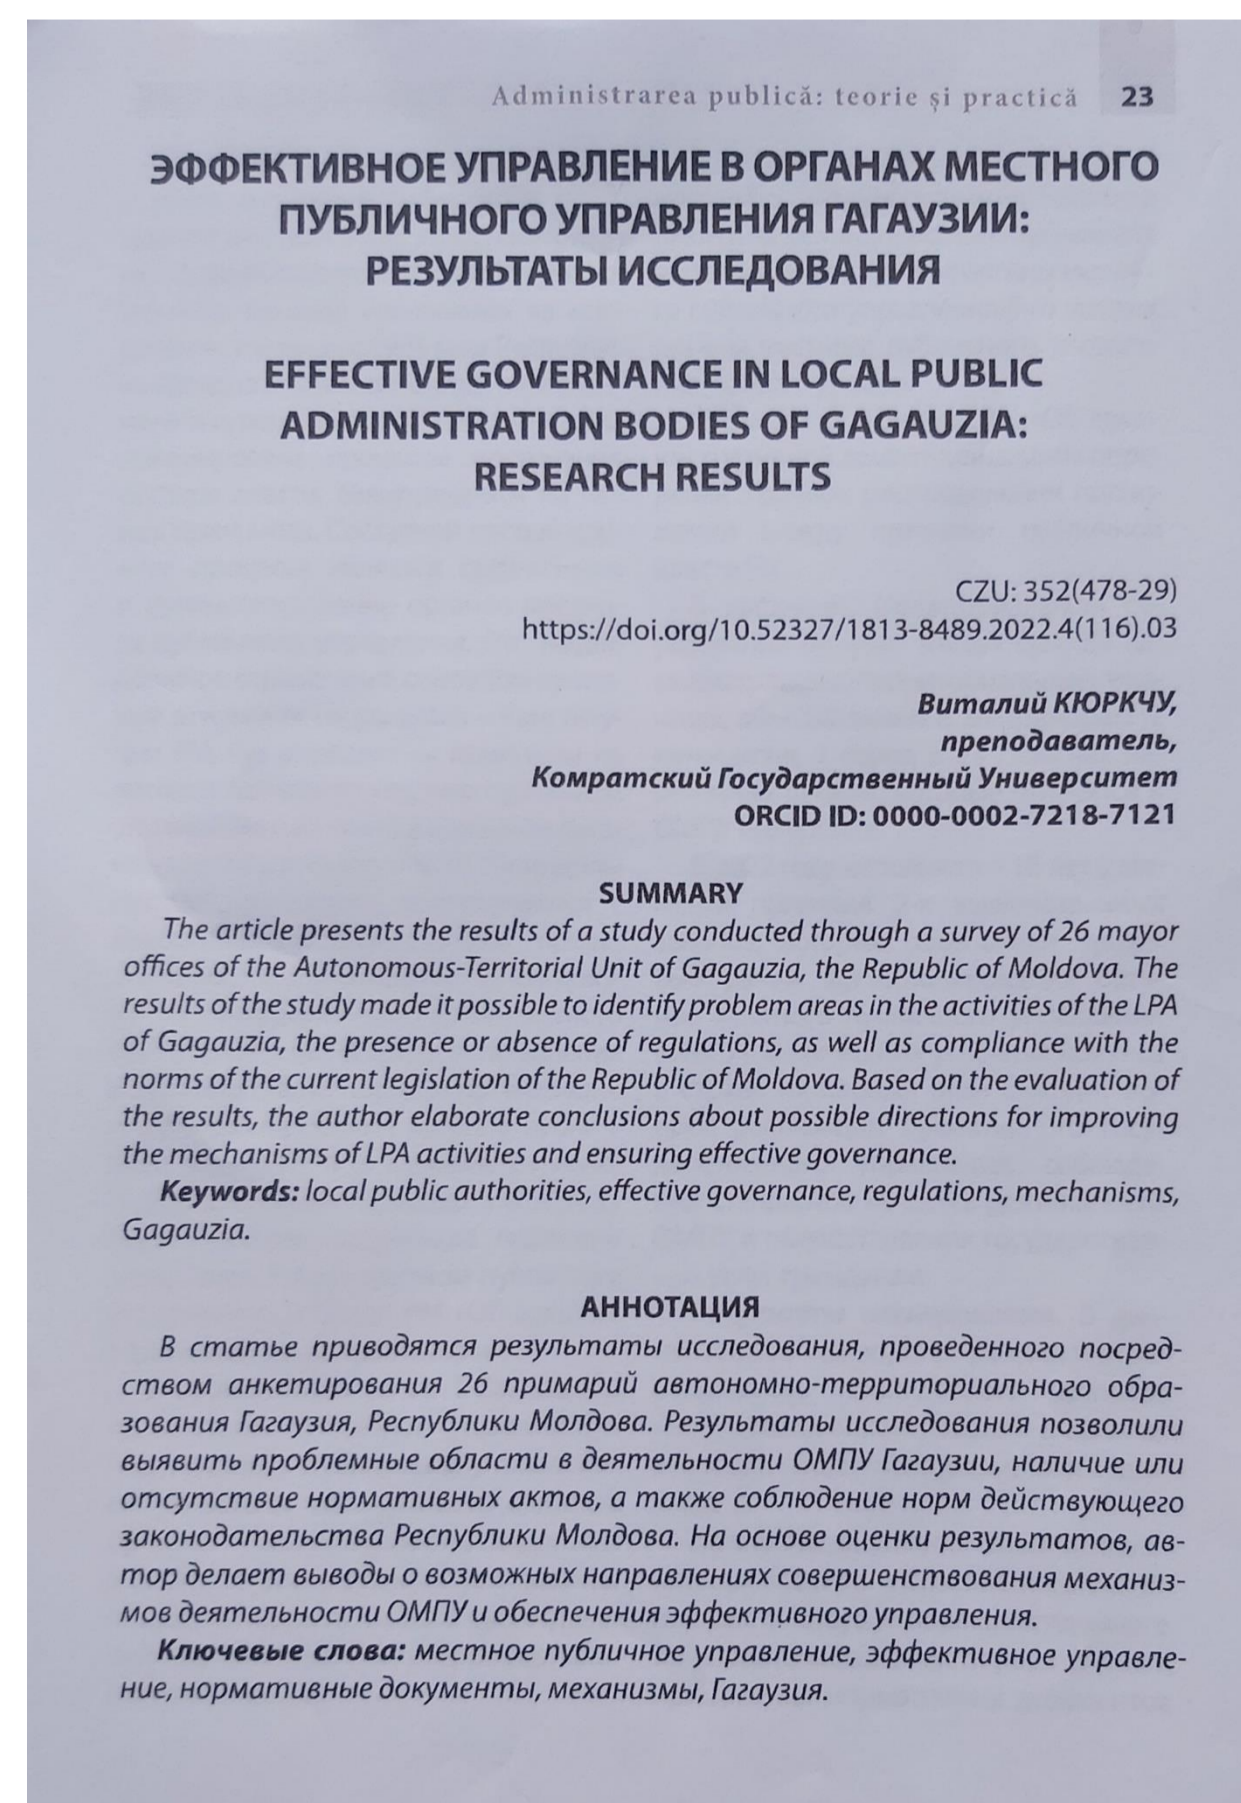 Administrarea publică: teorie și practică 23
ЭФФЕКТИВНОЕ УПРАВЛЕНИЕ В ОРГАНАХ МЕСТНОГО
ПУБЛИЧНОГО УПРАВЛЕНИЯ ГАГАУЗИИ:
РЕЗУЛЬТАТЫ ИССЛЕДОВАНИЯ
EFFECTIVE GOVERNANCE IN LOCAL PUBLIC
ADMINISTRATION BODIES OF GAGAUZIA:
RESEARCH RESULTS
CZU: 352(478-29)
https://doi.org/10.52327/1813-8489.2022.4(116).03
Виталий КЮРКЧУ,
преподаватель,
Комратский Государственный Университет
ORCID ID: 0000-0002-7218-7121
SUMMARY
The article presents the results of a study conducted through a survey of 26 mayor
offices of the Autonomous-Territorial Unit of Gagauzia, the Republic of Moldova. The
results of the study made it possible to identify problem areas in the activities of the LPA
of Gagauzia, the presence or absence of regulations, as well as compliance with the
norms of the current legislation of the Republic of Moldova. Based on the evaluation of
the results, the author elaborate conclusions about possible directions for improving
the mechanisms of LPA activities and ensuring effective governance.
Keywords: local public authorities, effective governance, regulations, mechanisms,
Gagauzia.
АННОТАЦИЯ
В статье приводятся результаты исследования, проведенного посред-
ством анкетирования 26 примарий автономно-территориального обра-
зования Гагаузия, Республики Молдова. Результаты исследования позволили
выявить проблемные области в деятельности ОМПУ Гагаузии, наличие или
отсутствие нормативных актов, а также соблюдение норм действующего
законодательства Республики Молдова. На основе оценки результатов, ав-
тор делает выводы о возможных направлениях совершенствования механиз-
мов деятельности ОМПУ и обеспечения эффективного управления.
Ключевые слова: местное публичное управление, эффективное управле-
ние, нормативные документы, механизмы, Гагаузия.